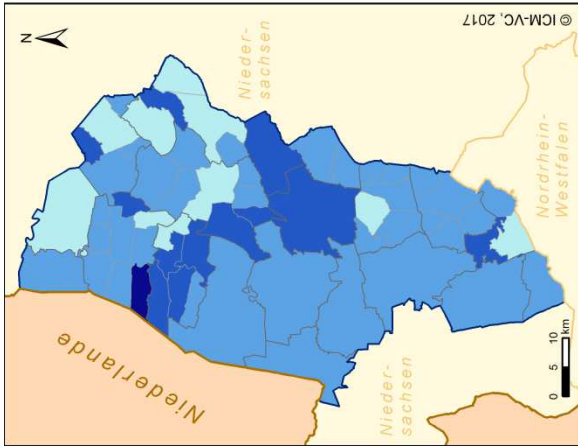 © ICM-VC, 2017
N
Nieder-
sachsen
Nordrhein-
Westfalen
Niederlande
Nieder-
sachsen
0 5 10
km